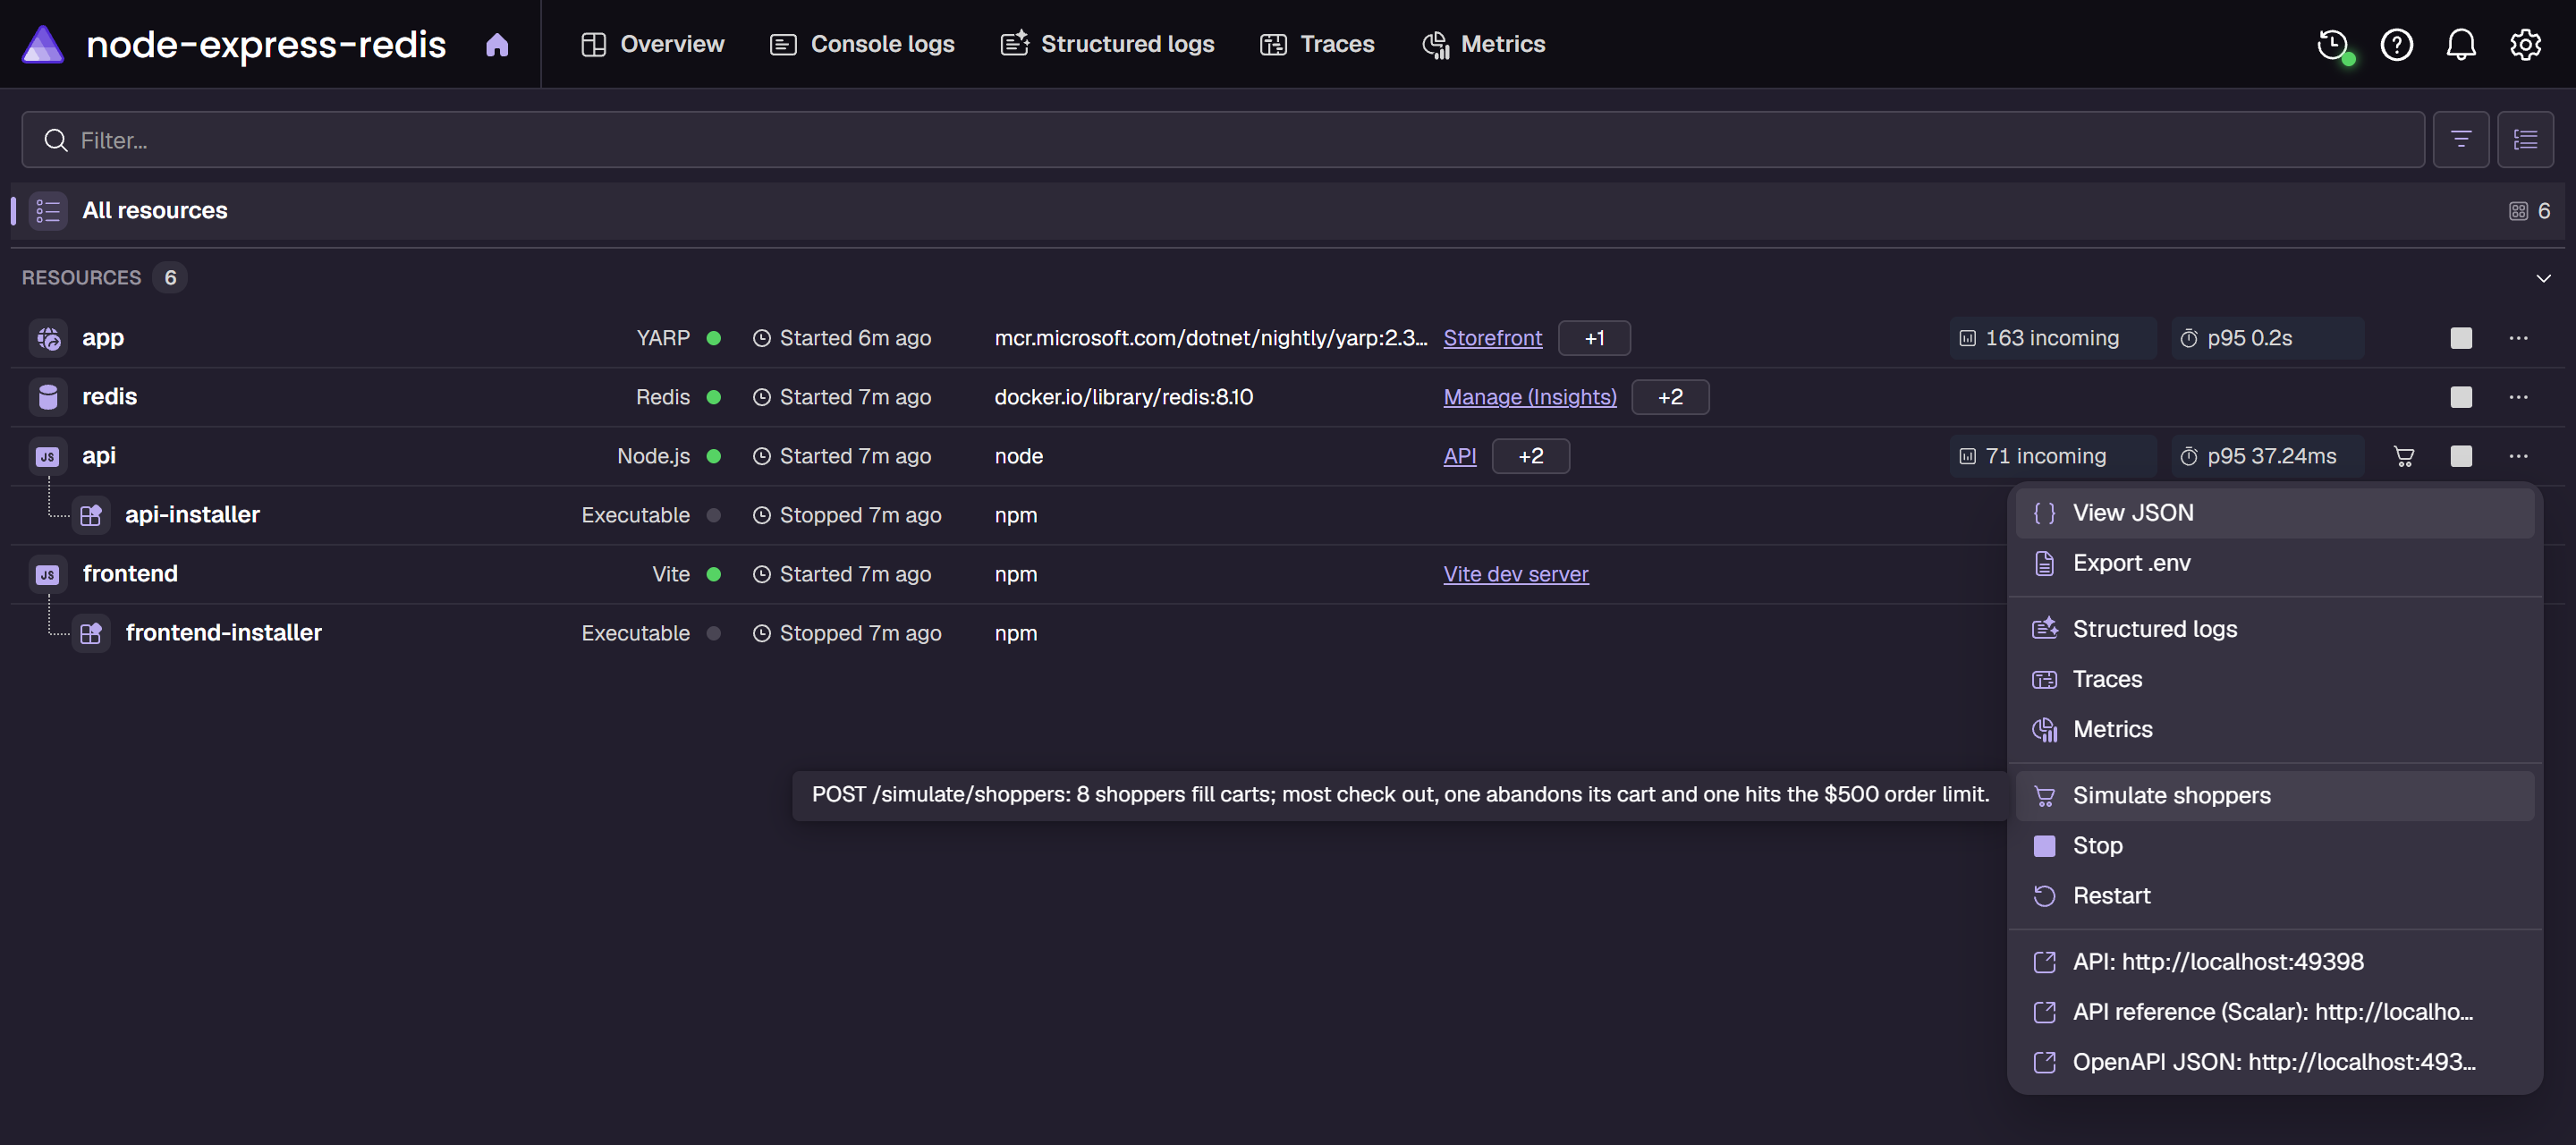 node-express-redis
Overview
Console logs
Structured logs
Traces
Metrics
Filter...
All resources
6
RESOURCES 6
app YARP Started 6m ago mcr.microsoft.com/dotnet/nightly/yarp:2.3... Storefront +1 163 incoming p95 0.2s
redis Redis Started 7m ago docker.io/library/redis:8.10 Manage (Insights) +2
JS api Node.js Started 7m ago node API +2 71 incoming p95 37.24ms
api-installer Executable Stopped 7m ago npm
JS frontend Vite Started 7m ago npm Vite dev server
frontend-installer Executable Stopped 7m ago npm
View JSON
Export .env
Structured logs
Traces
Metrics
POST /simulate/shoppers: 8 shoppers fill carts; most check out, one abandons its cart and one hits the $500 order limit.
Simulate shoppers
Stop
Restart
API: http://localhost:49398
API reference (Scalar): http://localho...
OpenAPI JSON: http://localhost:493...